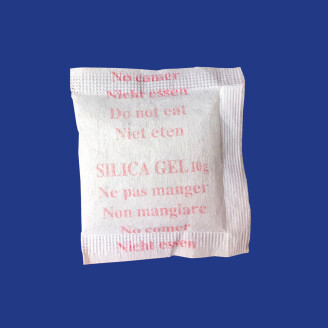 No comer
Nicht essen
Do not eat
Niet eten
SILICA GEL 10g
Ne pas manger
Non mangiare
No comer
Nicht essen